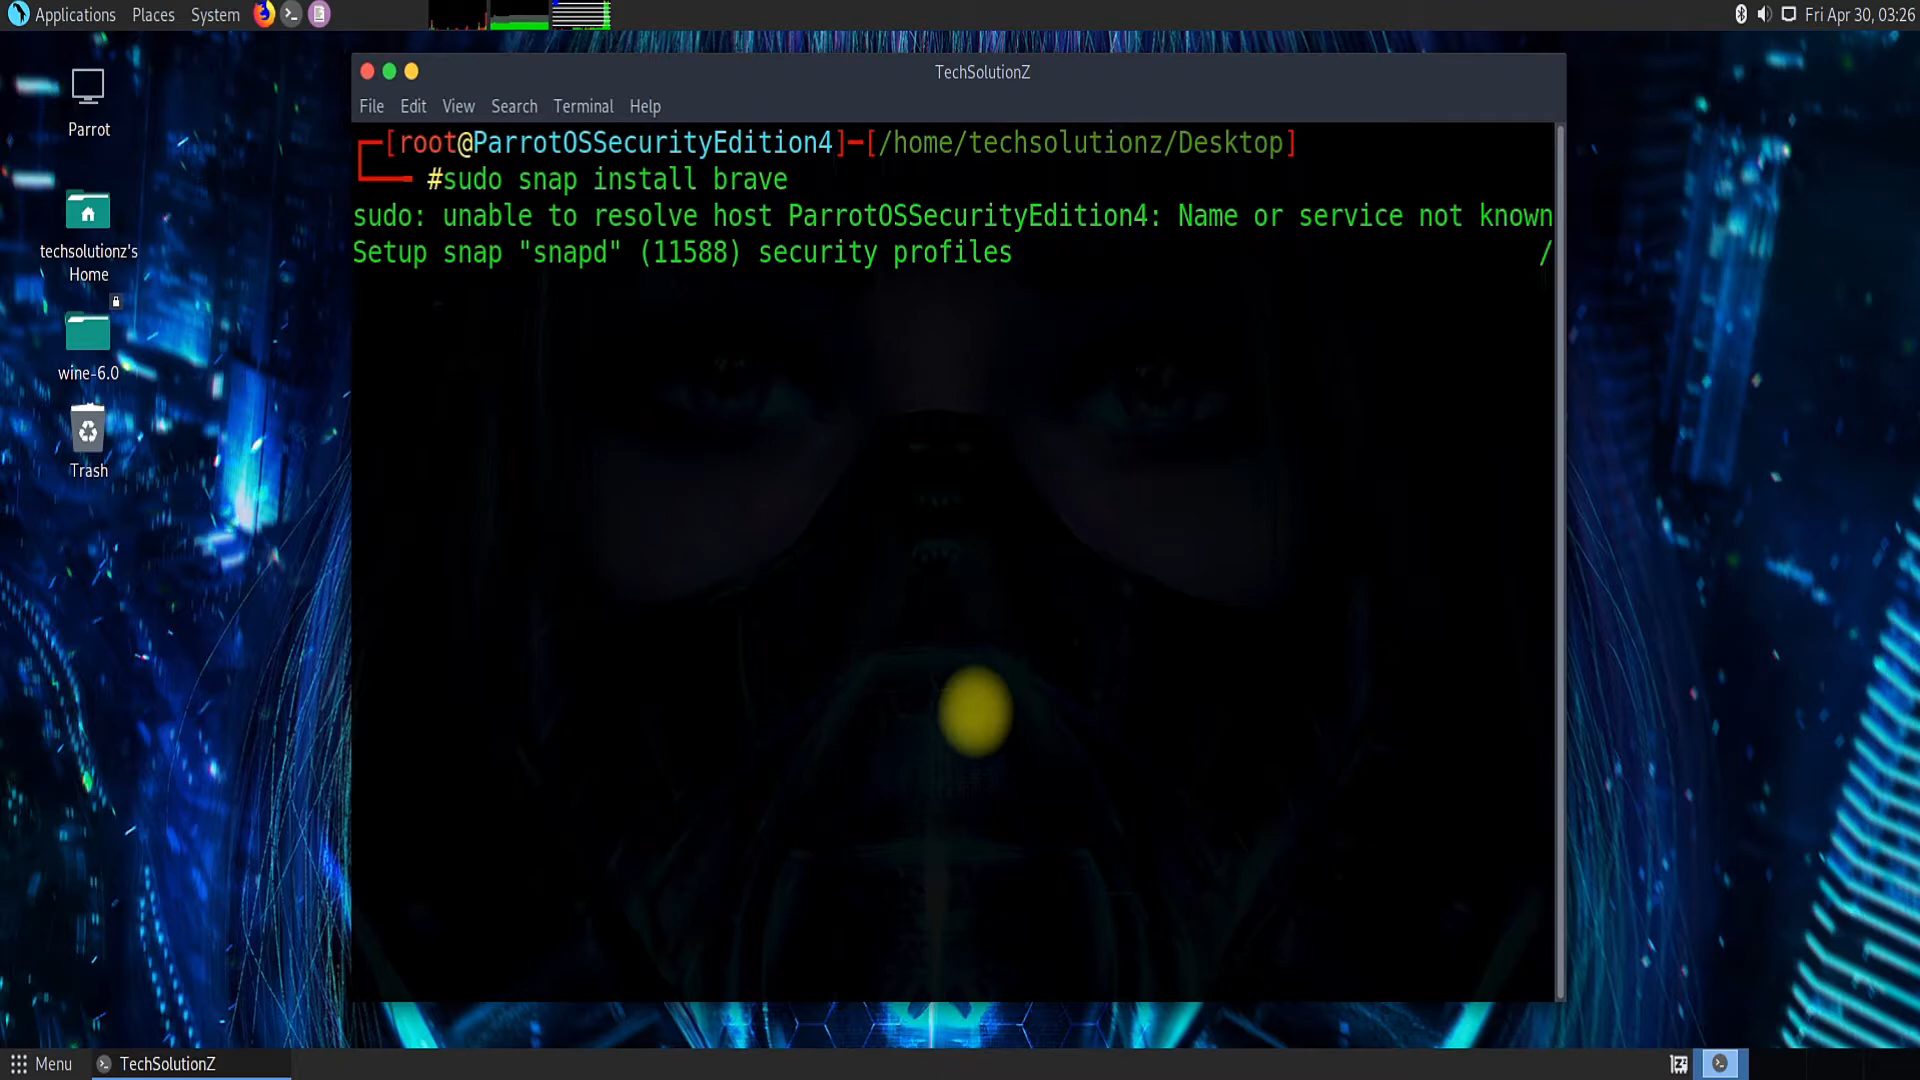 Applications Places System
Fri Apr 30, 03:26
TechSolutionZ
File Edit View Search Terminal Help
[root@ParrotOSSecurityEdition4]─[/home/techsolutionz/Desktop]
#sudo snap install brave
sudo: unable to resolve host ParrotOSSecurityEdition4: Name or service not known
Setup snap "snapd" (11588) security profiles /
Parrot
techsolutionz's
Home
wine-6.0
Trash
Menu TechSolutionZ